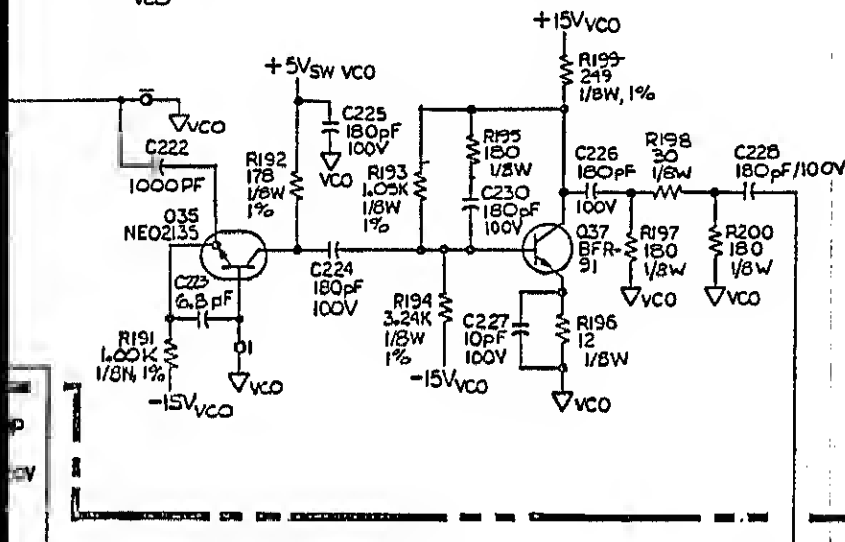 VCO
+15VVCO
R199
249
1/8W, 1%
+5VSW VCO
VCO
C222
1000PF
C225
180pF
100V
VCO
R192
178
1/8W
1%
R193
1.05K
1/8W
1%
R195
180
1/8W
C230
180pF
100V
C226
180pF
100V
R198
30
1/8W
C228
180pF/100V
Q35
NE02135
C223
6.8pF
C224
180pF
100V
Q37
BFR-
91
R197
180
1/8W
R200
180
1/8W
VCO
VCO
R191
1.00K
1/8W, 1%
-15VVCO
VCO
R194
3.24K
1/8W
1%
-15VVCO
C227
10pF
100V
R196
12
1/8W
VCO